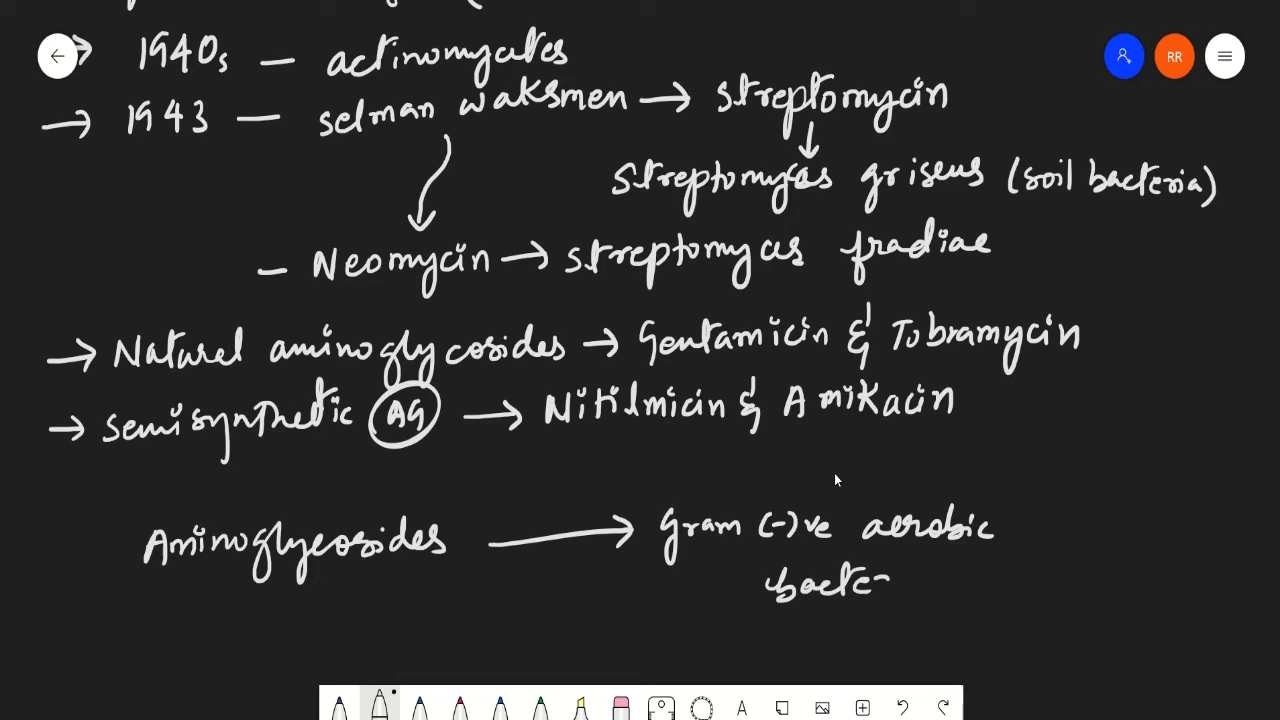 → 1940s — actinomycetes
RR
→ 1943 — selman waksmen → streptomycin
streptomyces griseus (soil bacteria)
- Neomycin → streptomyces fradiae
→ Naturel aminoglycosides → Gentamicin & Tobramycin
→ semisynthetic AG → Nitilmicin & Amikacin
Aminoglycosides → Gram (-)ve aerobic
bacte-
A